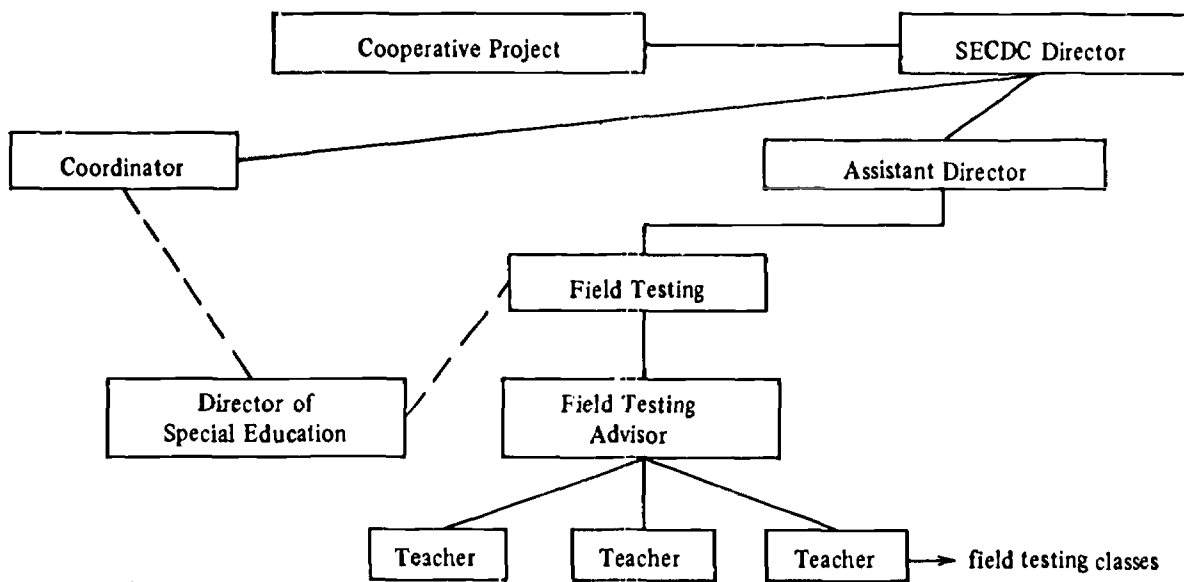 Cooperative Project
SECDC Director
Coordinator
Assistant Director
Field Testing
Director of
Special Education
Field Testing
Advisor
Teacher
Teacher
Teacher
field testing classes